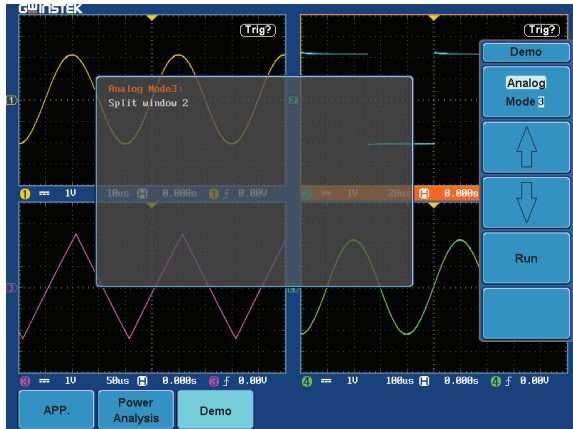 GWINSTEK
Trig?
Trig?
Demo
Analog
Mode 3
Analog Mode3:
Split window 2
1
2
1 1V 10us H 0.000s 1 0.00V
2 1V 20us H 0.000s
3
4
Run
3 1V 50us H 0.000s 3 0.00V
4 1V 100us H 0.000s 4 0.00V
APP.
Power
Analysis
Demo